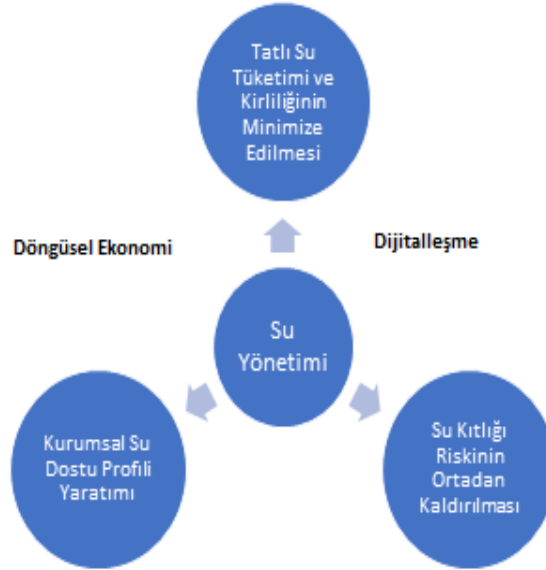 Tatlı Su
Tüketimi ve
Kirliliğinin
Minimize
Edilmesi
Döngüsel Ekonomi
Dijitalleşme
Su
Yönetimi
Kurumsal Su
Dostu Profili
Yaratımı
Su Kıtlığı
Riskinin
Ortadan
Kaldırılması